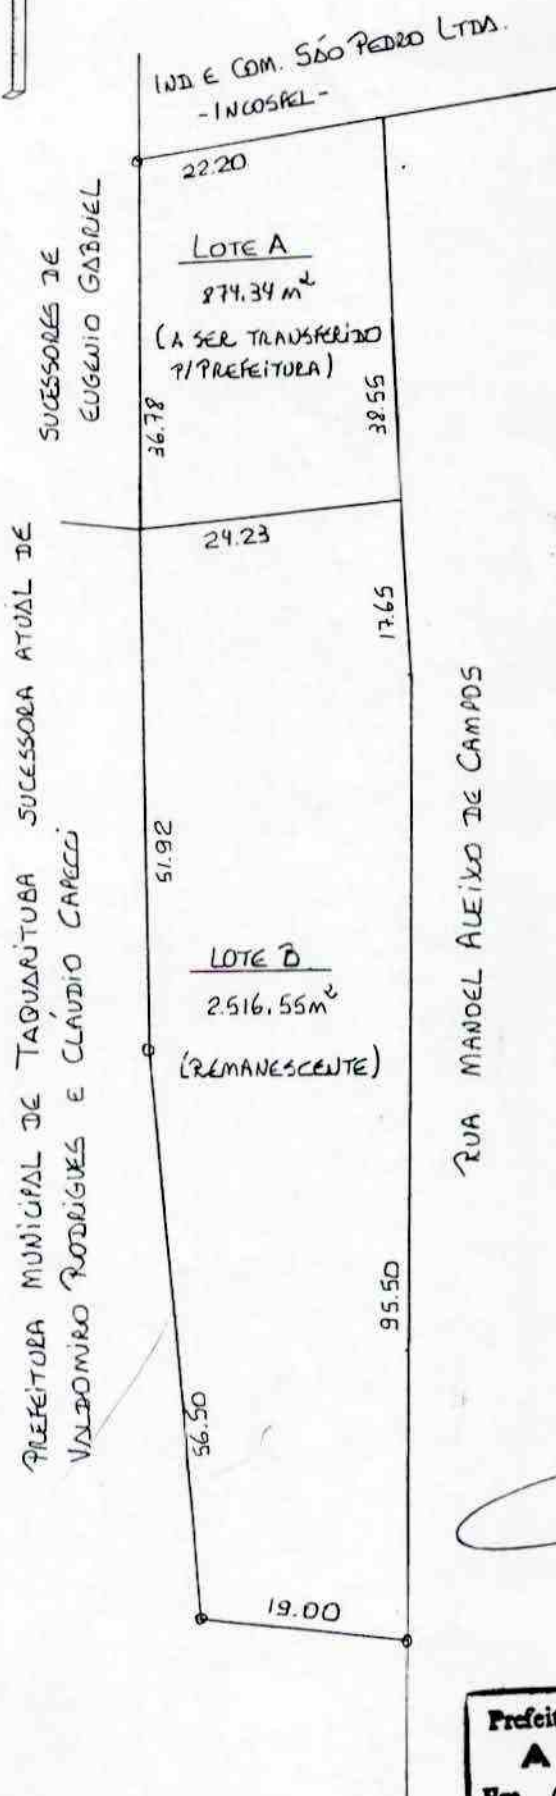 IND E COM. SÃO PEDRO LTDA.
- INCOSPEL -
22.20
SUCESSORES DE
EUGENIO GABRIEL
LOTE A
874.34 m²
(A SER TRANSFERIDO
P/ PREFEITURA)
36.78
38.55
24.23
17.65
PREFEITURA MUNICIPAL DE TAQUARITUBA SUCESSORA ATUAL DE
VALDOMIRO RODRIGUES E CLÁUDIO CAPECCI
51.92
LOTE B
2.516,55m²
(REMANESCENTE)
RUA MANOEL ALEIXO DE CAMPOS
95.50
56.50
19.00
Prefeit
A
Em